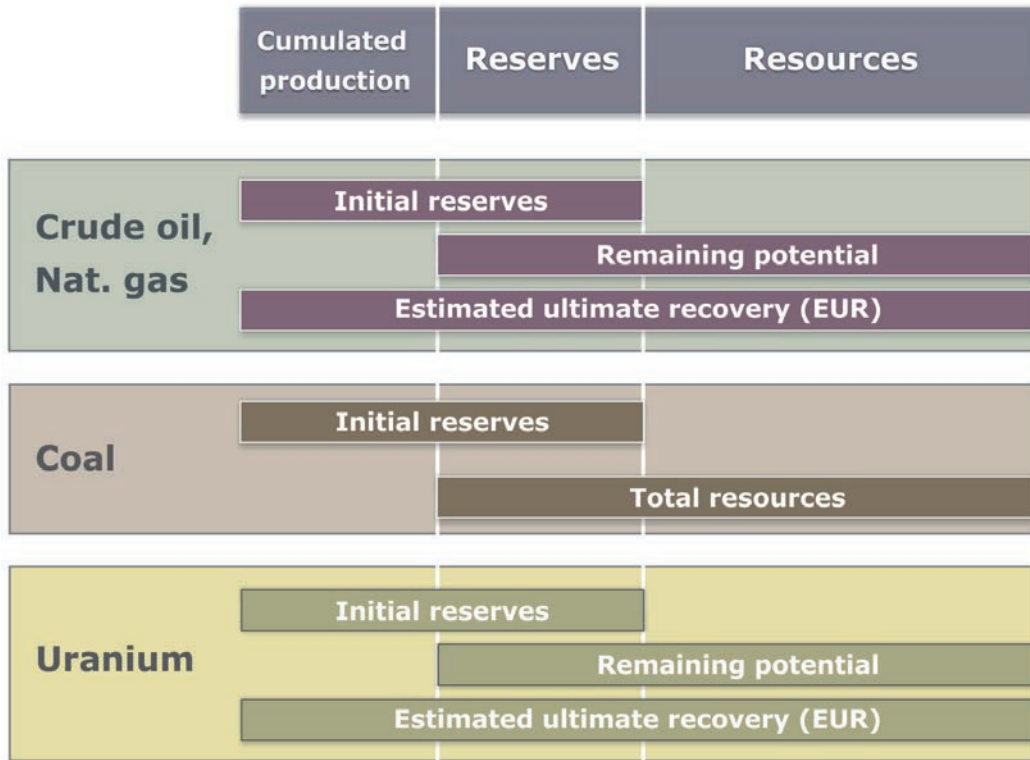 Cumulated
production
Reserves
Resources
Crude oil,
Nat. gas
Initial reserves
Remaining potential
Estimated ultimate recovery (EUR)
Coal
Initial reserves
Total resources
Uranium
Initial reserves
Remaining potential
Estimated ultimate recovery (EUR)